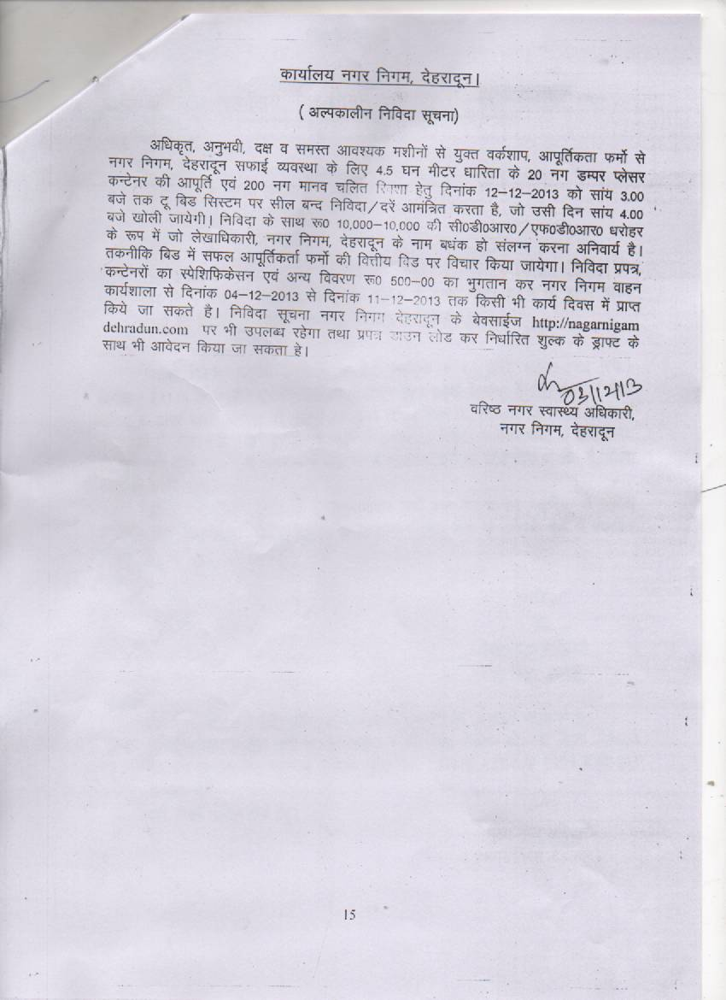 कार्यालय नगर निगम, देहरादून।
( अल्पकालीन निविदा सूचना)
अधिकृत, अनुभवी, दक्ष व समस्त आवश्यक मशीनों से युक्त वर्कशाप, आपूर्तिकता फर्मो से
नगर निगम, देहरादून सफाई व्यवस्था के लिए 4.5 घन मीटर धारिता के 20 नग डम्पर प्लेसर
कन्टेनर की आपूर्ति एवं 200 नग मानव चलित रिक्शा हेतु दिनांक 12-12-2013 को सांय 3.00
बजे तक टू बिड सिस्टम पर सील बन्द निविदा/दरें आमंत्रित करता है, जो उसी दिन सांय 4.00
बजे खोली जायेगी। निविदा के साथ रू0 10,000-10,000 की सी0डी0आर0/एफ0डी0आर0 धरोहर
के रूप में जो लेखाधिकारी, नगर निगम, देहरादून के नाम बधंक हो संलग्न करना अनिवार्य है।
तकनीकि बिड में सफल आपूर्तिकर्ता फर्मो की वित्तीय विड पर विचार किया जायेगा। निविदा प्रपत्र,
कन्टेनरों का स्पेशिफिकेसन एवं अन्य विवरण रू0 500-00 का भुगतान कर नगर निगम वाहन
कार्यशाला से दिनांक 04-12-2013 से दिनांक 11-12-2013 तक किसी भी कार्य दिवस में प्राप्त
किये जा सकते है। निविदा सूचना नगर निगम देहरादून के बेवसाईज http://nagarnigam
dehradun.com पर भी उपलब्ध रहेगा तथा प्रपत्र डाउन लोड कर निर्धारित शुल्क के ड्राफ्ट के
साथ भी आवेदन किया जा सकता हे।
03/12/13
वरिष्ठ नगर स्वास्थ्य अधिकारी,
नगर निगम, देहरादून
15